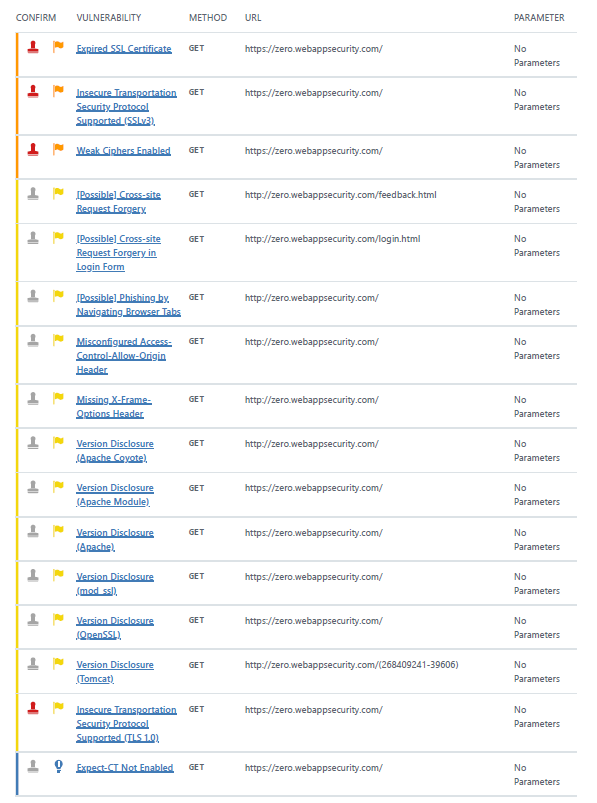 CONFIRM VULNERABILITY METHOD URL PARAMETER
Expired SSL Certificate GET https://zero.webappsecurity.com/ No
Parameters
Insecure Transportation GET https://zero.webappsecurity.com/ No
Security Protocol Parameters
Supported (SSLv3)
Weak Ciphers Enabled GET https://zero.webappsecurity.com/ No
Parameters
[Possible] Cross-site GET http://zero.webappsecurity.com/feedback.html No
Request Forgery Parameters
[Possible] Cross-site GET http://zero.webappsecurity.com/login.html No
Request Forgery in Parameters
Login Form
[Possible] Phishing by GET http://zero.webappsecurity.com/ No
Navigating Browser Tabs Parameters
Misconfigured Access- GET http://zero.webappsecurity.com/ No
Control-Allow-Origin Parameters
Header
Missing X-Frame- GET http://zero.webappsecurity.com/ No
Options Header Parameters
Version Disclosure GET http://zero.webappsecurity.com/ No
(Apache Coyote) Parameters
Version Disclosure GET https://zero.webappsecurity.com/ No
(Apache Module) Parameters
Version Disclosure GET https://zero.webappsecurity.com/ No
(Apache) Parameters
Version Disclosure GET https://zero.webappsecurity.com/ No
(mod_ssl) Parameters
Version Disclosure GET https://zero.webappsecurity.com/ No
(OpenSSL) Parameters
Version Disclosure GET http://zero.webappsecurity.com/(268409241-39606) No
(Tomcat) Parameters
Insecure Transportation GET https://zero.webappsecurity.com/ No
Security Protocol Parameters
Supported (TLS 1.0)
Expect-CT Not Enabled GET https://zero.webappsecurity.com/ No
Parameters